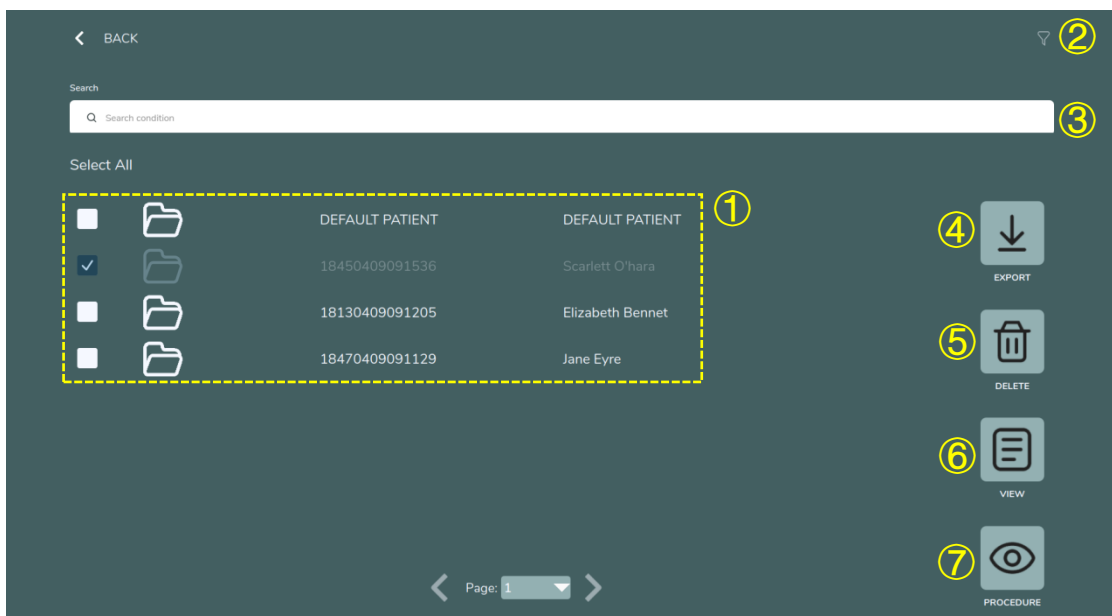 BACK
②
Search
Search condition
③
Select All
①
DEFAULT PATIENT DEFAULT PATIENT
18450409091536 Scarlett O'hara
18130409091205 Elizabeth Bennet
18470409091129 Jane Eyre
④
EXPORT
⑤
DELETE
⑥
VIEW
⑦
PROCEDURE
Page: 1